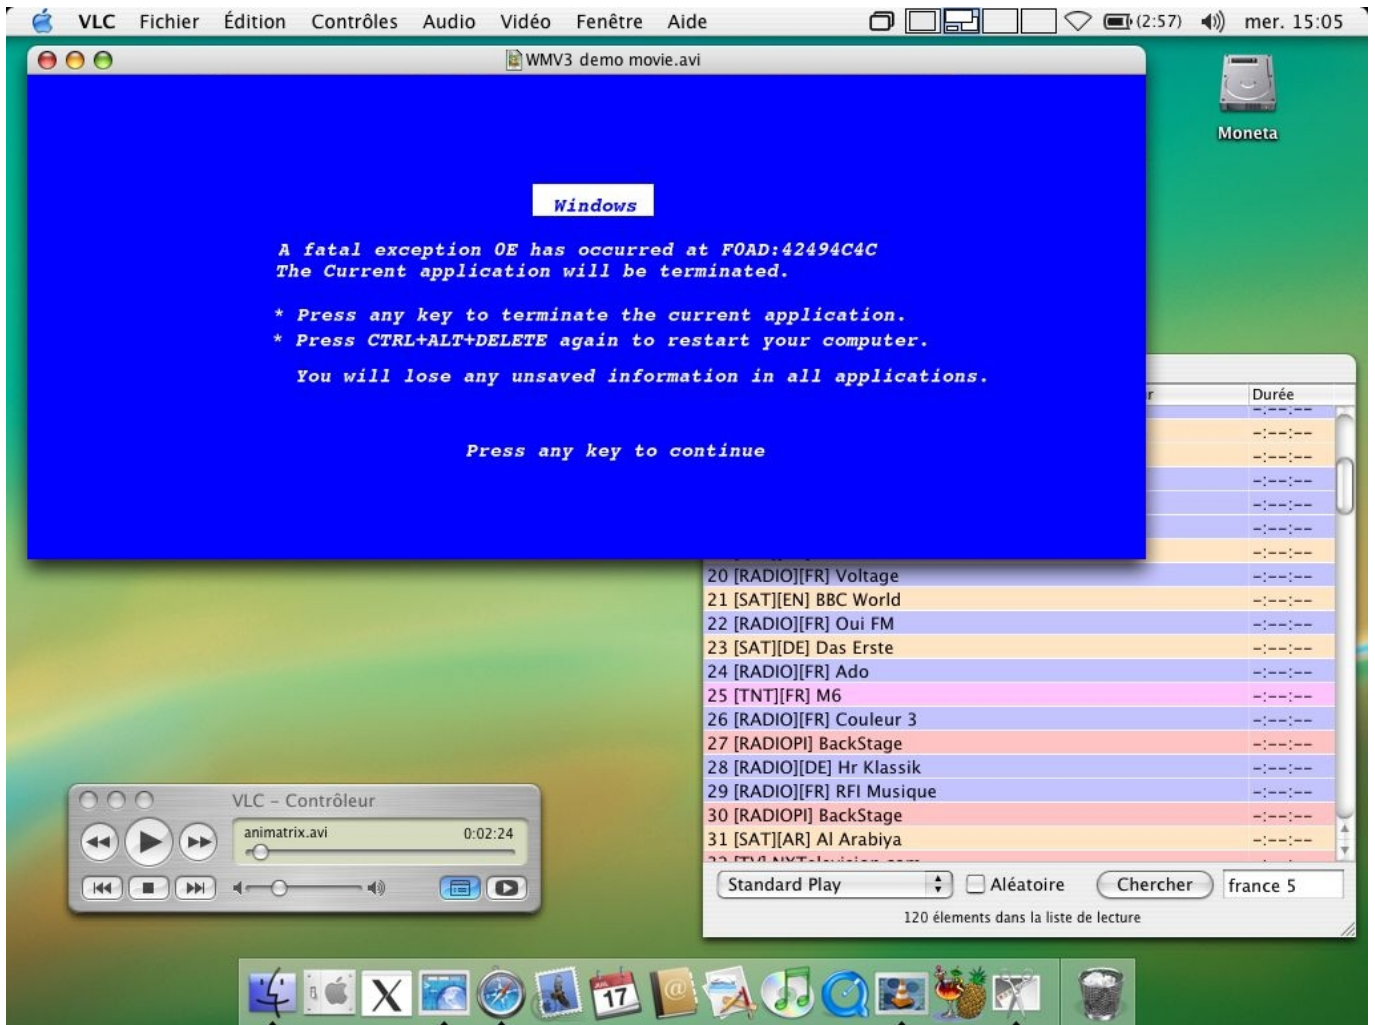 VLC Fichier Édition Contrôles Audio Vidéo Fenêtre Aide (2:57) mer. 15:05
WMV3 demo movie.avi
Moneta
Windows
A fatal exception 0E has occurred at F0AD:42494C4C
The Current application will be terminated.
* Press any key to terminate the current application.
* Press CTRL+ALT+DELETE again to restart your computer.
You will lose any unsaved information in all applications.
Press any key to continue
Durée
-:--:--
-:--:--
-:--:--
-:--:--
-:--:--
-:--:--
-:--:--
20 [RADIO][FR] Voltage -:--:--
21 [SAT][EN] BBC World -:--:--
22 [RADIO][FR] Oui FM -:--:--
23 [SAT][DE] Das Erste -:--:--
24 [RADIO][FR] Ado -:--:--
25 [TNT][FR] M6 -:--:--
26 [RADIO][FR] Couleur 3 -:--:--
27 [RADIOPI] BackStage -:--:--
28 [RADIO][DE] Hr Klassik -:--:--
29 [RADIO][FR] RFI Musique -:--:--
30 [RADIOPI] BackStage -:--:--
31 [SAT][AR] Al Arabiya -:--:--
VLC – Contrôleur
animatrix.avi 0:02:24
Standard Play Aléatoire Chercher france 5
120 élements dans la liste de lecture
JUL
17